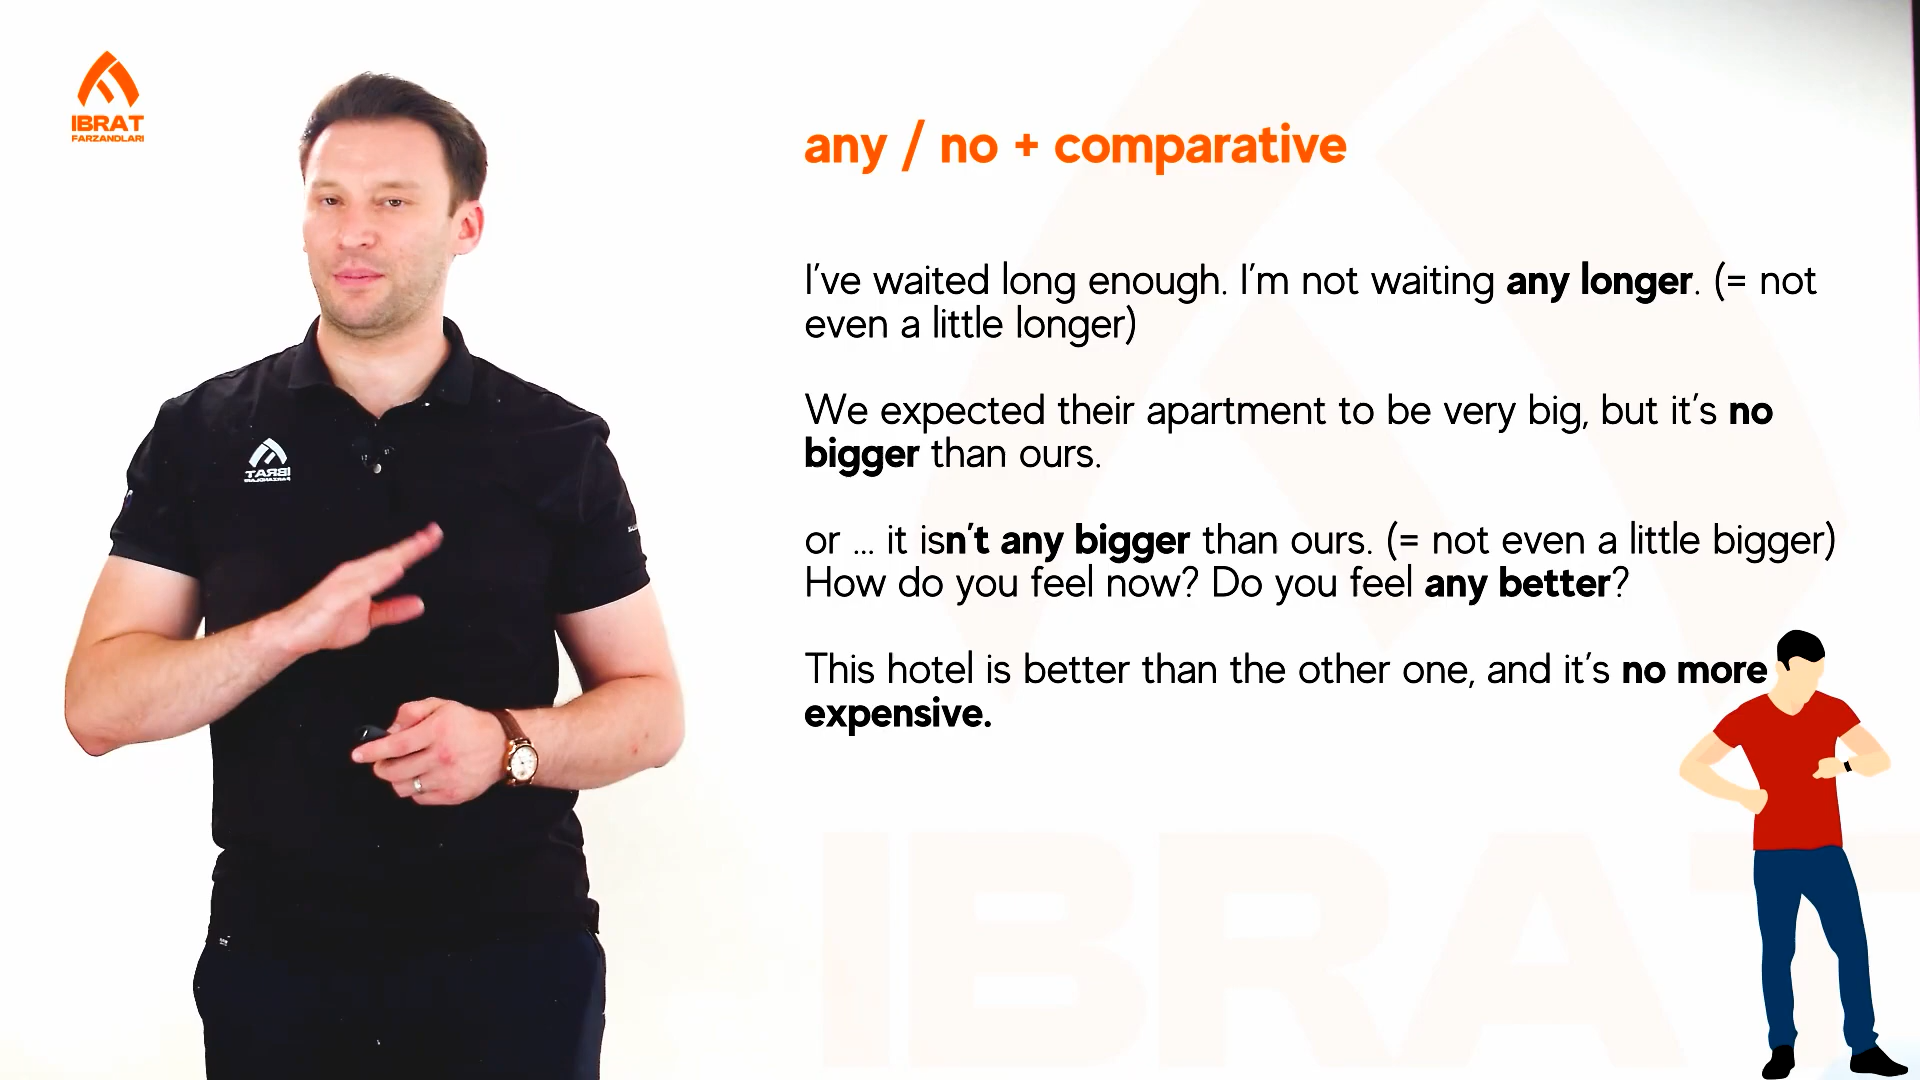 IBRAT
FARZANDLARI
any / no + comparative
I've waited long enough. I'm not waiting any longer. (= not
even a little longer)
We expected their apartment to be very big, but it's no
bigger than ours.
or ... it isn't any bigger than ours. (= not even a little bigger)
How do you feel now? Do you feel any better?
This hotel is better than the other one, and it's no more
expensive.
IBRAT
FARZANDLARI
IBRAT